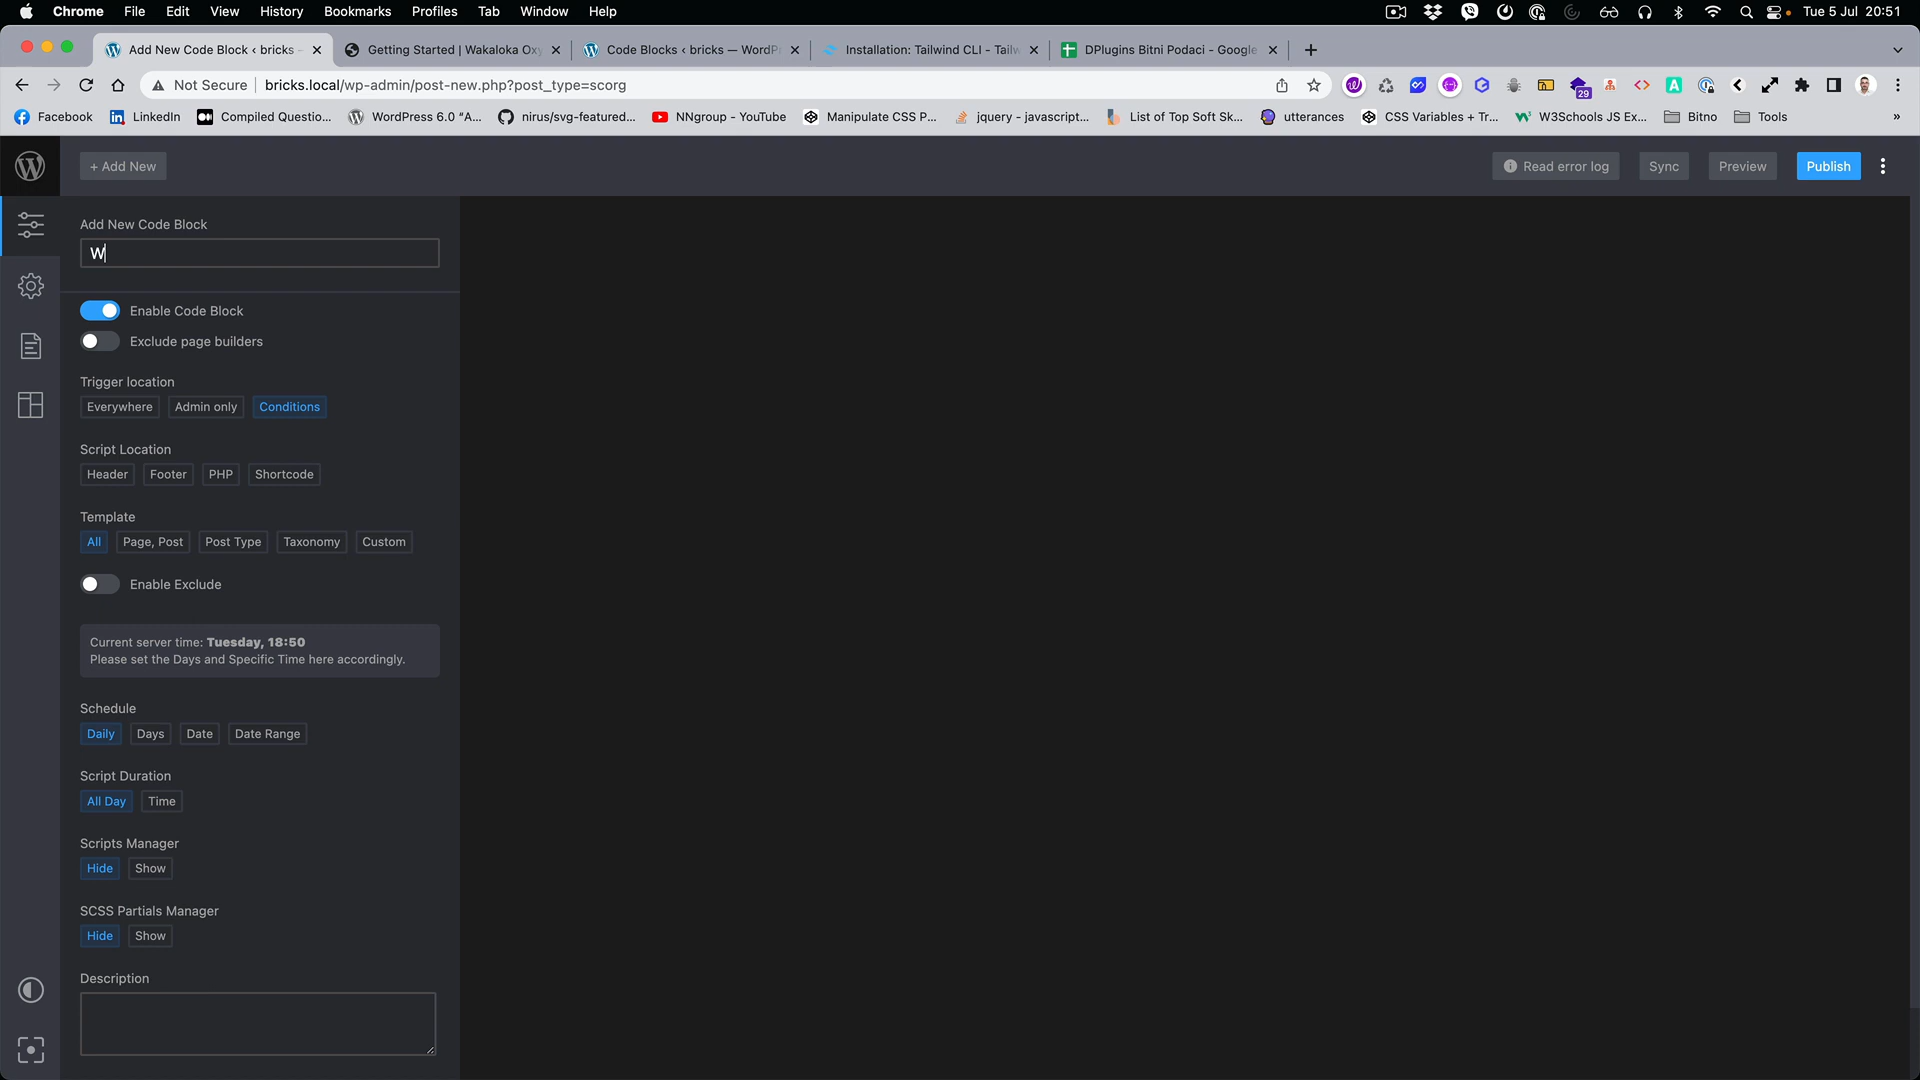 Chrome File Edit View History Bookmarks Profiles Tab Window Help Tue 5 Jul 20:51
Add New Code Block ‹ bricks – Getting Started | Wakaloka Oxy Code Blocks ‹ bricks — WordP Installation: Tailwind CLI - Tailw DPlugins Bitni Podaci - Google
Not Secure bricks.local/wp-admin/post-new.php?post_type=scorg 29
Facebook LinkedIn Compiled Questio... WordPress 6.0 “A... nirus/svg-featured... NNgroup - YouTube Manipulate CSS P... jquery - javascript... List of Top Soft Sk... utterances CSS Variables + Tr... W3Schools JS Ex... Bitno Tools »
+ Add New Read error log Sync Preview Publish
Add New Code Block
W
Enable Code Block
Exclude page builders
Trigger location
Everywhere Admin only Conditions
Script Location
Header Footer PHP Shortcode
Template
All Page, Post Post Type Taxonomy Custom
Enable Exclude
Current server time: Tuesday, 18:50
Please set the Days and Specific Time here accordingly.
Schedule
Daily Days Date Date Range
Script Duration
All Day Time
Scripts Manager
Hide Show
SCSS Partials Manager
Hide Show
Description